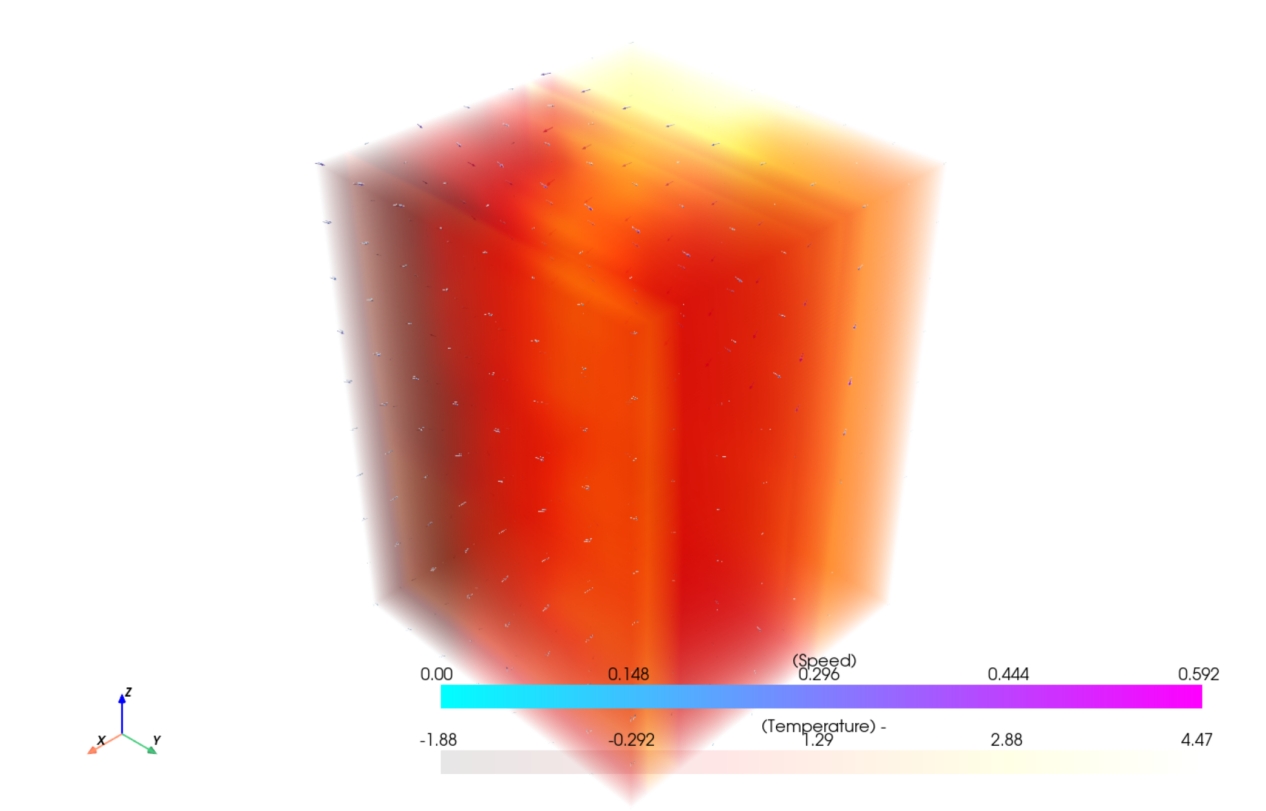 (Speed)
0.00 0.148 0.296 0.444 0.592
(Temperature) -
-1.88 -0.292 1.29 2.88 4.47
Z
X Y